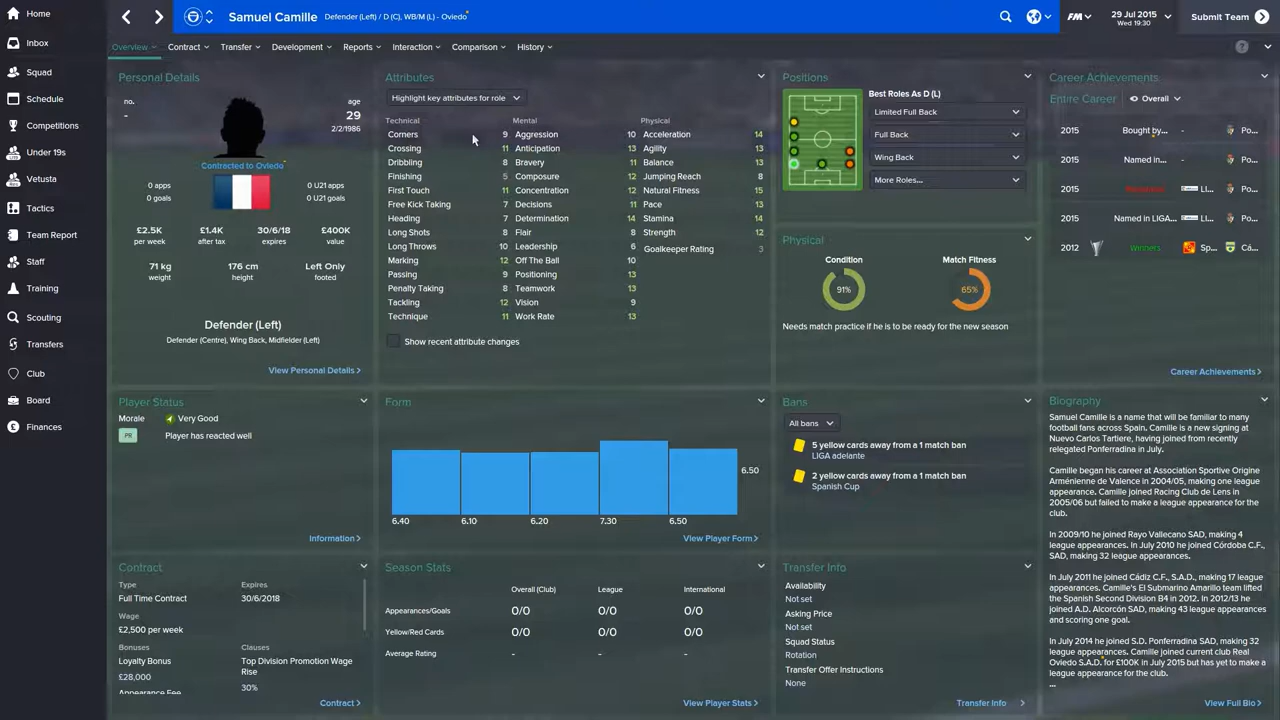 Home
Inbox
Squad
Schedule
Competitions
Under 19s
Vetusta
Tactics
Team Report
Staff
Training
Scouting
Transfers
Club
Board
Finances
Samuel Camille
Defender (Left) / D (C), WB/M (L) - Oviedo
FM
29 Jul 2015
Wed 19:30
Submit Team
Overview
Contract
Transfer
Development
Reports
Interaction
Comparison
History
Personal Details
no.
age
29
2/2/1986
Contracted to Oviedo
0 apps
0 goals
0 U21 apps
0 U21 goals
£2.5K
per week
£1.4K
after tax
30/6/18
expires
£400K
value
71 kg
weight
176 cm
height
Left Only
footed
Defender (Left)
Defender (Centre), Wing Back, Midfielder (Left)
View Personal Details >
Attributes
Highlight key attributes for role
Technical Mental Physical
Corners 9 Aggression 10 Acceleration 14
Crossing 11 Anticipation 13 Agility 13
Dribbling 8 Bravery 11 Balance 13
Finishing 5 Composure 12 Jumping Reach 8
First Touch 11 Concentration 12 Natural Fitness 15
Free Kick Taking 7 Decisions 11 Pace 13
Heading 7 Determination 14 Stamina 14
Long Shots 8 Flair 8 Strength 12
Long Throws 10 Leadership 6 Goalkeeper Rating 3
Marking 12 Off The Ball 10
Passing 9 Positioning 13
Penalty Taking 8 Teamwork 13
Tackling 12 Vision 9
Technique 11 Work Rate 13
Show recent attribute changes
Positions
Best Roles As D (L)
Limited Full Back
Full Back
Wing Back
More Roles...
Physical
Condition
91%
Match Fitness
65%
Needs match practice if he is to be ready for the new season
Career Achievements
Entire Career
Overall
2015 Bought by... - Po...
2015 Named in... - Po...
2015 LI... Po...
2015 Named in LIGA... LI... Po...
2012 Winners Sp... Cá...
Career Achievements >
Player Status
Morale Very Good
PR Player has reacted well
Information >
Form
6.50
6.40 6.10 6.20 7.30 6.50
View Player Form >
Bans
All bans
5 yellow cards away from a 1 match ban
LIGA adelante
2 yellow cards away from a 1 match ban
Spanish Cup
Biography
Samuel Camille is a name that will be familiar to many
football fans across Spain. Camille is a new signing at
Nuevo Carlos Tartiere, having joined from recently
relegated Ponferradina in July.
Camille began his career at Association Sportive Origine
Arménienne de Valence in 2004/05, making one league
appearance. Camille joined Racing Club de Lens in
2005/06 but failed to make a league appearance for the
club.
In 2009/10 he joined Rayo Vallecano SAD, making 4
league appearances. In July 2010 he joined Córdoba C.F.,
SAD, making 32 league appearances.
In July 2011 he joined Cádiz C.F., S.A.D., making 17 league
appearances. Camille's El Submarino Amarillo team lifted
the Spanish Second Division B4 in 2012. In 2012/13 he
joined A.D. Alcorcón SAD, making 43 league appearances
and scoring one goal.
In July 2014 he joined S.D. Ponferradina SAD, making 32
league appearances. Camille joined current club Real
Oviedo S.A.D. for £100K in July 2015 but has yet to make a
league appearance for the club.
...
View Full Bio >
Contract
Type
Full Time Contract
Expires
30/6/2018
Wage
£2,500 per week
Bonuses
Loyalty Bonus
£28,000
Appearance Fee
Clauses
Top Division Promotion Wage
Rise
30%
Contract >
Season Stats
Overall (Club) League International
Appearances/Goals 0/0 0/0 0/0
Yellow/Red Cards 0/0 0/0 0/0
Average Rating - - -
View Player Stats >
Transfer Info
Availability
Not set
Asking Price
Not set
Squad Status
Rotation
Transfer Offer Instructions
None
Transfer Info >